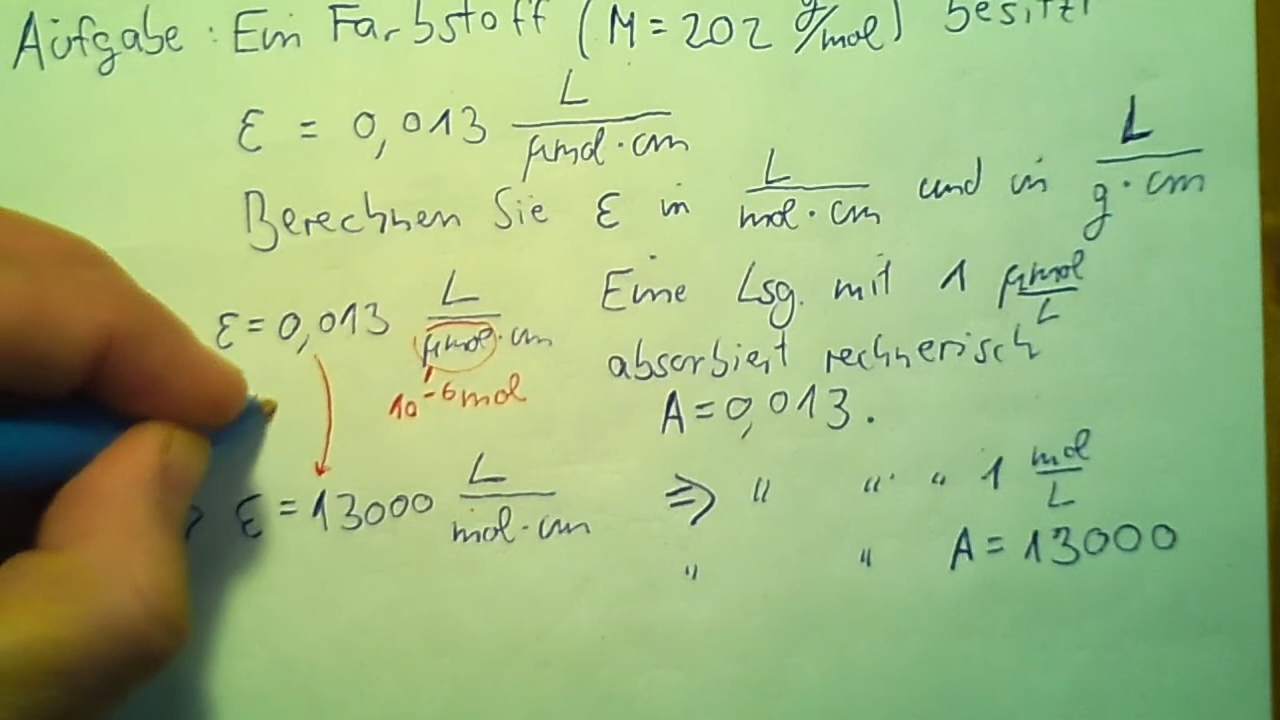 Aufgabe: Ein Farbstoff (M = 202 g/mol) besitzt
ε = 0,013 L/(μmol · cm)
Berechnen Sie ε in L/(mol · cm) und in L/(g · cm)
ε = 0,013 L/(μmol · cm) Eine Lsg. mit 1 μmol/L
10⁻⁶mol absorbiert rechnerisch
A = 0,013.
ε = 13000 L/(mol · cm) ⇒ " " " 1 mol/L
" " A = 13000